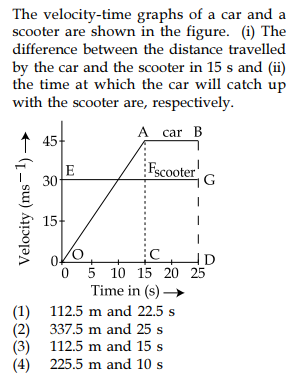 The velocity-time graphs of a car and a
scooter are shown in the figure. (i) The
difference between the distance travelled
by the car and the scooter in 15 s and (ii)
the time at which the car will catch up
with the scooter are, respectively.
A car B
45
E
Fscooter
30
G
15
Velocity (ms⁻¹) →
O
C
D
0
0 5 10 15 20 25
Time in (s) →
(1) 112.5 m and 22.5 s
(2) 337.5 m and 25 s
(3) 112.5 m and 15 s
(4) 225.5 m and 10 s